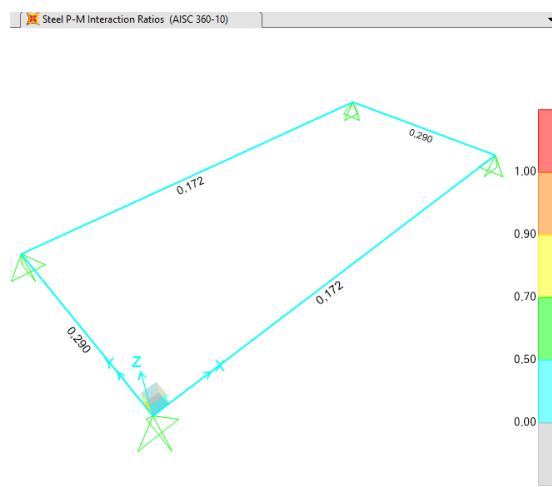 Steel P-M Interaction Ratios (AISC 360-10)
0,290
0,172
1.00
0.90
0,172
0.70
0,290
Y
Z
X
0.50
0.00